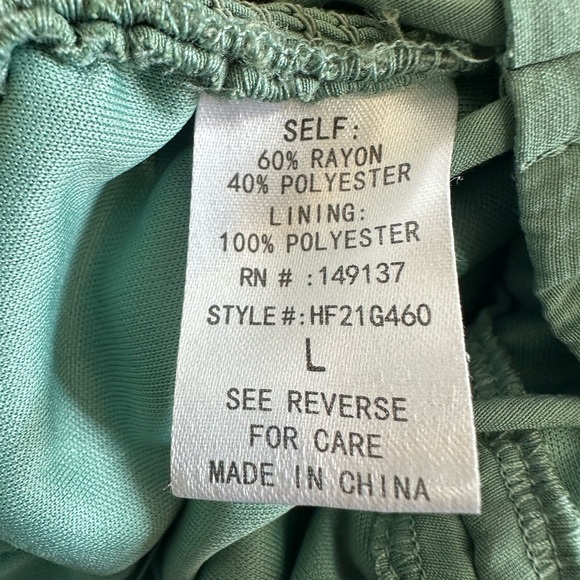 SELF:
60% RAYON
40% POLYESTER
LINING:
100% POLYESTER
RN # :149137
STYLE#:HF21G460
L
SEE REVERSE
FOR CARE
MADE IN CHINA